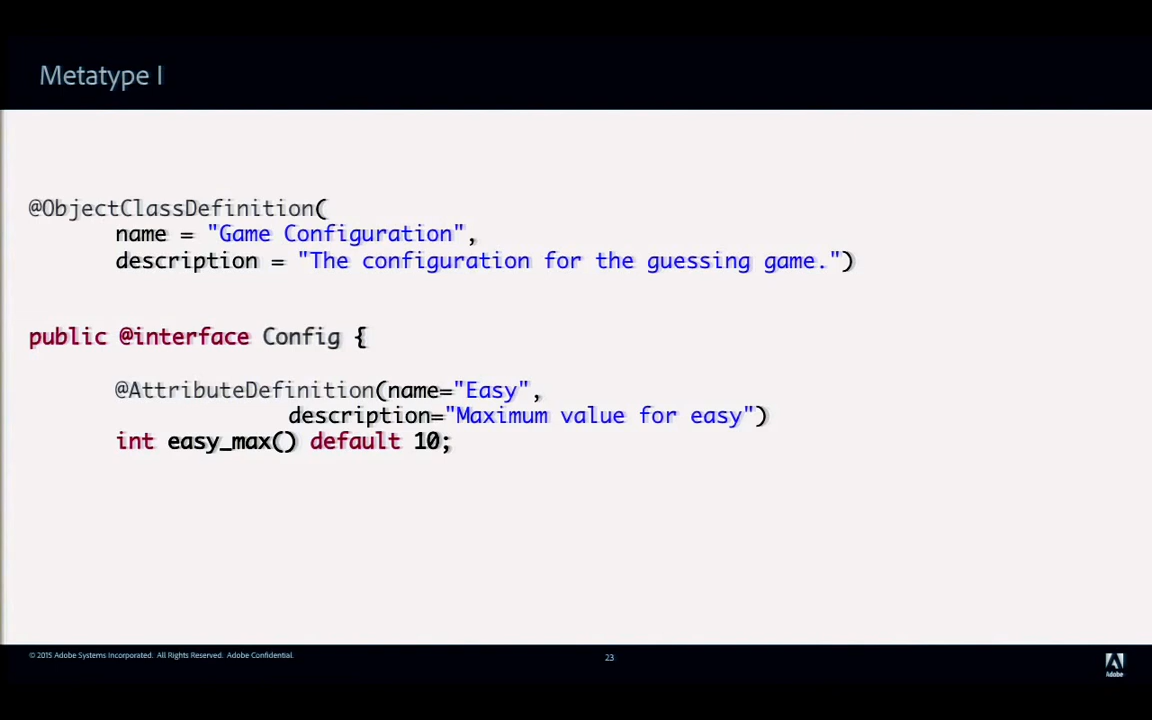 Metatype I
@ObjectClassDefinition(
name = "Game Configuration",
description = "The configuration for the guessing game.")
public @interface Config {
@AttributeDefinition(name="Easy",
description="Maximum value for easy")
int easy_max() default 10;
© 2015 Adobe Systems Incorporated. All Rights Reserved. Adobe Confidential.
23
Adobe